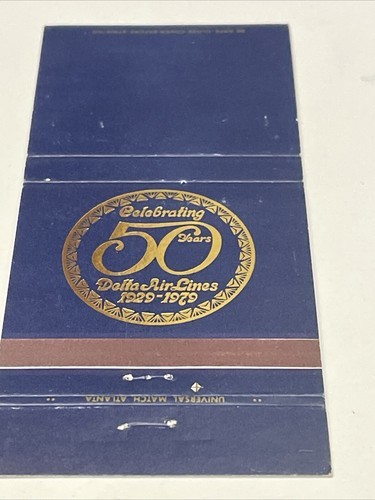 Celebrating
50 Years
Delta Air Lines
1929-1979
UNIVERSAL MATCH ATLANTA